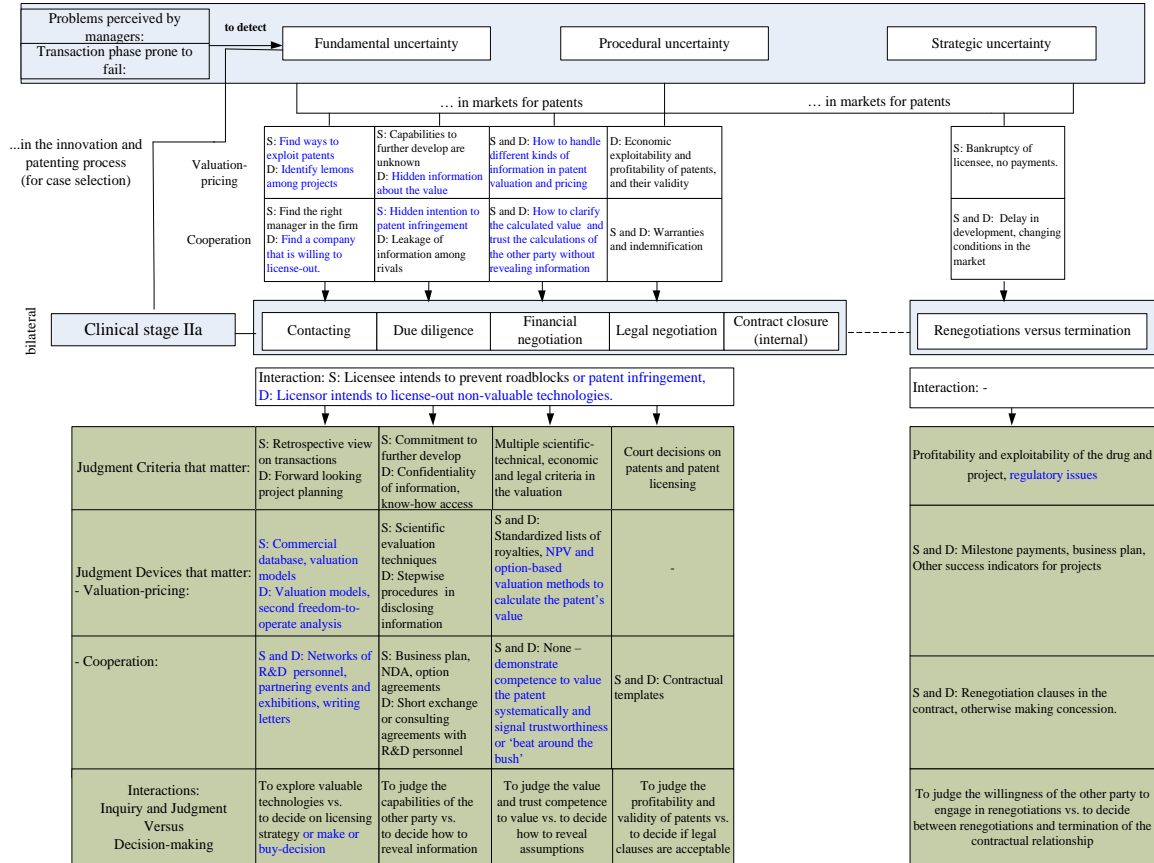 Problems perceived by
managers:
Transaction phase prone to
fail:
to detect
Fundamental uncertainty
Procedural uncertainty
Strategic uncertainty
… in markets for patents
… in markets for patents
...in the innovation and
patenting process
(for case selection)
Valuation-
pricing
S: Find ways to
exploit patents
D: Identify lemons
among projects
S: Capabilities to
further develop are
unknown
D: Hidden information
about the value
S and D: How to handle
different kinds of
information in patent
valuation and pricing
D: Economic
exploitability and
profitability of patents,
and their validity
S: Bankruptcy of
licensee, no payments.
Cooperation
S: Find the right
manager in the firm
D: Find a company
that is willing to
license-out.
S: Hidden intention to
patent infringement
D: Leakage of
information among
rivals
S and D: How to clarify
the calculated value and
trust the calculations of
the other party without
revealing information
S and D: Warranties
and indemnification
S and D: Delay in
development, changing
conditions in the
market
bilateral
Clinical stage IIa
Contacting
Due diligence
Financial
negotiation
Legal negotiation
Contract closure
(internal)
Renegotiations versus termination
Interaction: S: Licensee intends to prevent roadblocks or patent infringement,
D: Licensor intends to license-out non-valuable technologies.
Interaction: -
Judgment Criteria that matter:
S: Retrospective view
on transactions
D: Forward looking
project planning
S: Commitment to
further develop
D: Confidentiality
of information,
know-how access
Multiple scientific-
technical, economic
and legal criteria in
the valuation
Court decisions on
patents and patent
licensing
Profitability and exploitability of the drug and
project, regulatory issues
Judgment Devices that matter:
- Valuation-pricing:
S: Commercial
database, valuation
models
D: Valuation models,
second freedom-to-
operate analysis
S: Scientific
evaluation
techniques
D: Stepwise
procedures in
disclosing
information
S and D:
Standardized lists of
royalties, NPV and
option-based
valuation methods to
calculate the patent’s
value
-
S and D: Milestone payments, business plan,
Other success indicators for projects
- Cooperation:
S and D: Networks of
R&D personnel,
partnering events and
exhibitions, writing
letters
S: Business plan,
NDA, option
agreements
D: Short exchange
or consulting
agreements with
R&D personnel
S and D: None –
demonstrate
competence to value
the patent
systematically and
signal trustworthiness
or ‘beat around the
bush’
S and D: Contractual
templates
S and D: Renegotiation clauses in the
contract, otherwise making concession.
Interactions:
Inquiry and Judgment
Versus
Decision-making
To explore valuable
technologies vs.
to decide on licensing
strategy or make or
buy-decision
To judge the
capabilities of the
other party vs.
to decide how to
reveal information
To judge the value
and trust competence
to value vs. to decide
how to reveal
assumptions
To judge the
profitability and
validity of patents vs.
to decide if legal
clauses are acceptable
To judge the willingness of the other party to
engage in renegotiations vs. to decide
between renegotiations and termination of the
contractual relationship